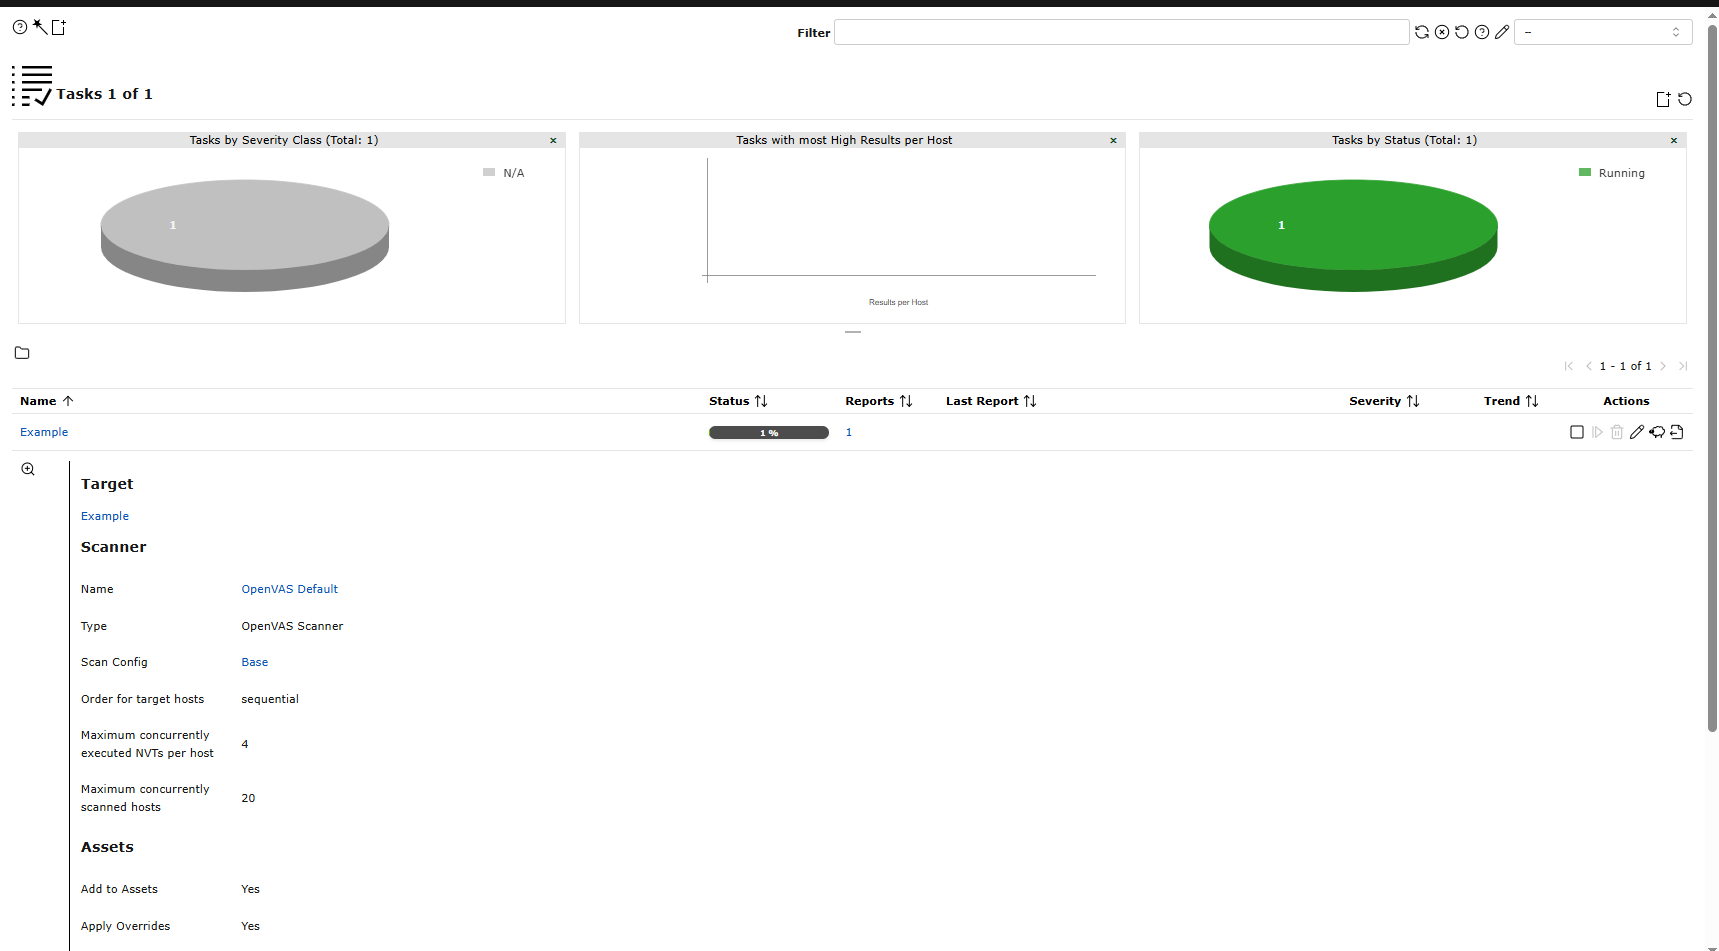 Filter
--
Tasks 1 of 1
Tasks by Severity Class (Total: 1)
N/A
1
Tasks with most High Results per Host
Results per Host
Tasks by Status (Total: 1)
Running
1
1 - 1 of 1
Name Status Reports Last Report Severity Trend Actions
Example 1 % 1
Target
Example
Scanner
Name OpenVAS Default
Type OpenVAS Scanner
Scan Config Base
Order for target hosts sequential
Maximum concurrently
executed NVTs per host 4
Maximum concurrently
scanned hosts 20
Assets
Add to Assets Yes
Apply Overrides Yes